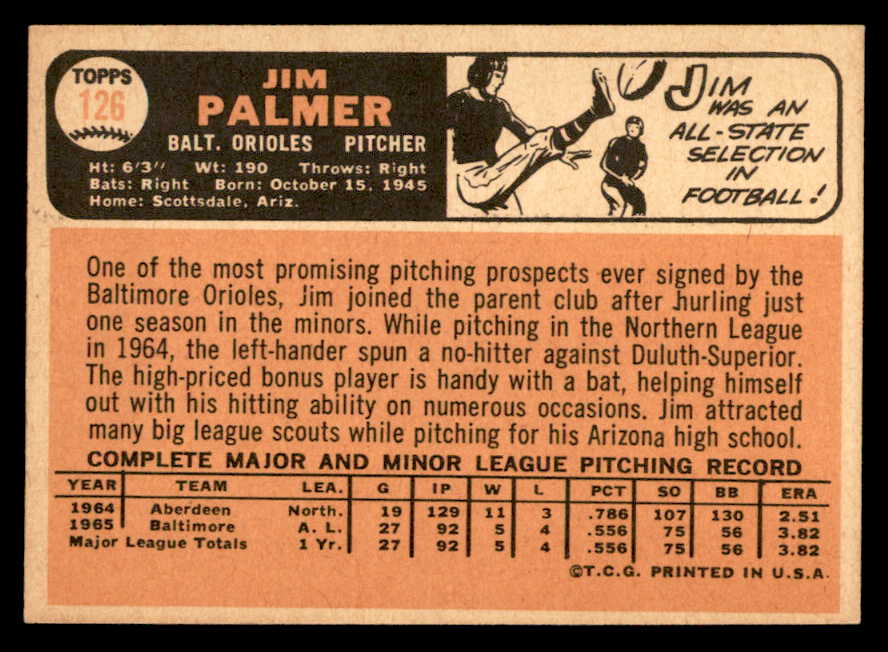 TOPPS
126
JIM
PALMER
BALT. ORIOLES PITCHER
Ht: 6'3" Wt: 190 Throws: Right
Bats: Right Born: October 15, 1945
Home: Scottsdale, Ariz.
JIM
WAS AN
ALL-STATE
SELECTION
IN
FOOTBALL!
One of the most promising pitching prospects ever signed by the
Baltimore Orioles, Jim joined the parent club after hurling just
one season in the minors. While pitching in the Northern League
in 1964, the left-hander spun a no-hitter against Duluth-Superior.
The high-priced bonus player is handy with a bat, helping himself
out with his hitting ability on numerous occasions. Jim attracted
many big league scouts while pitching for his Arizona high school.
COMPLETE MAJOR AND MINOR LEAGUE PITCHING RECORD
YEAR TEAM LEA. G IP W L PCT SO BB ERA
1964 Aberdeen North. 19 129 11 3 .786 107 130 2.51
1965 Baltimore A. L. 27 92 5 4 .556 75 56 3.82
Major League Totals 1 Yr. 27 92 5 4 .556 75 56 3.82
©T.C.G. PRINTED IN U.S.A.